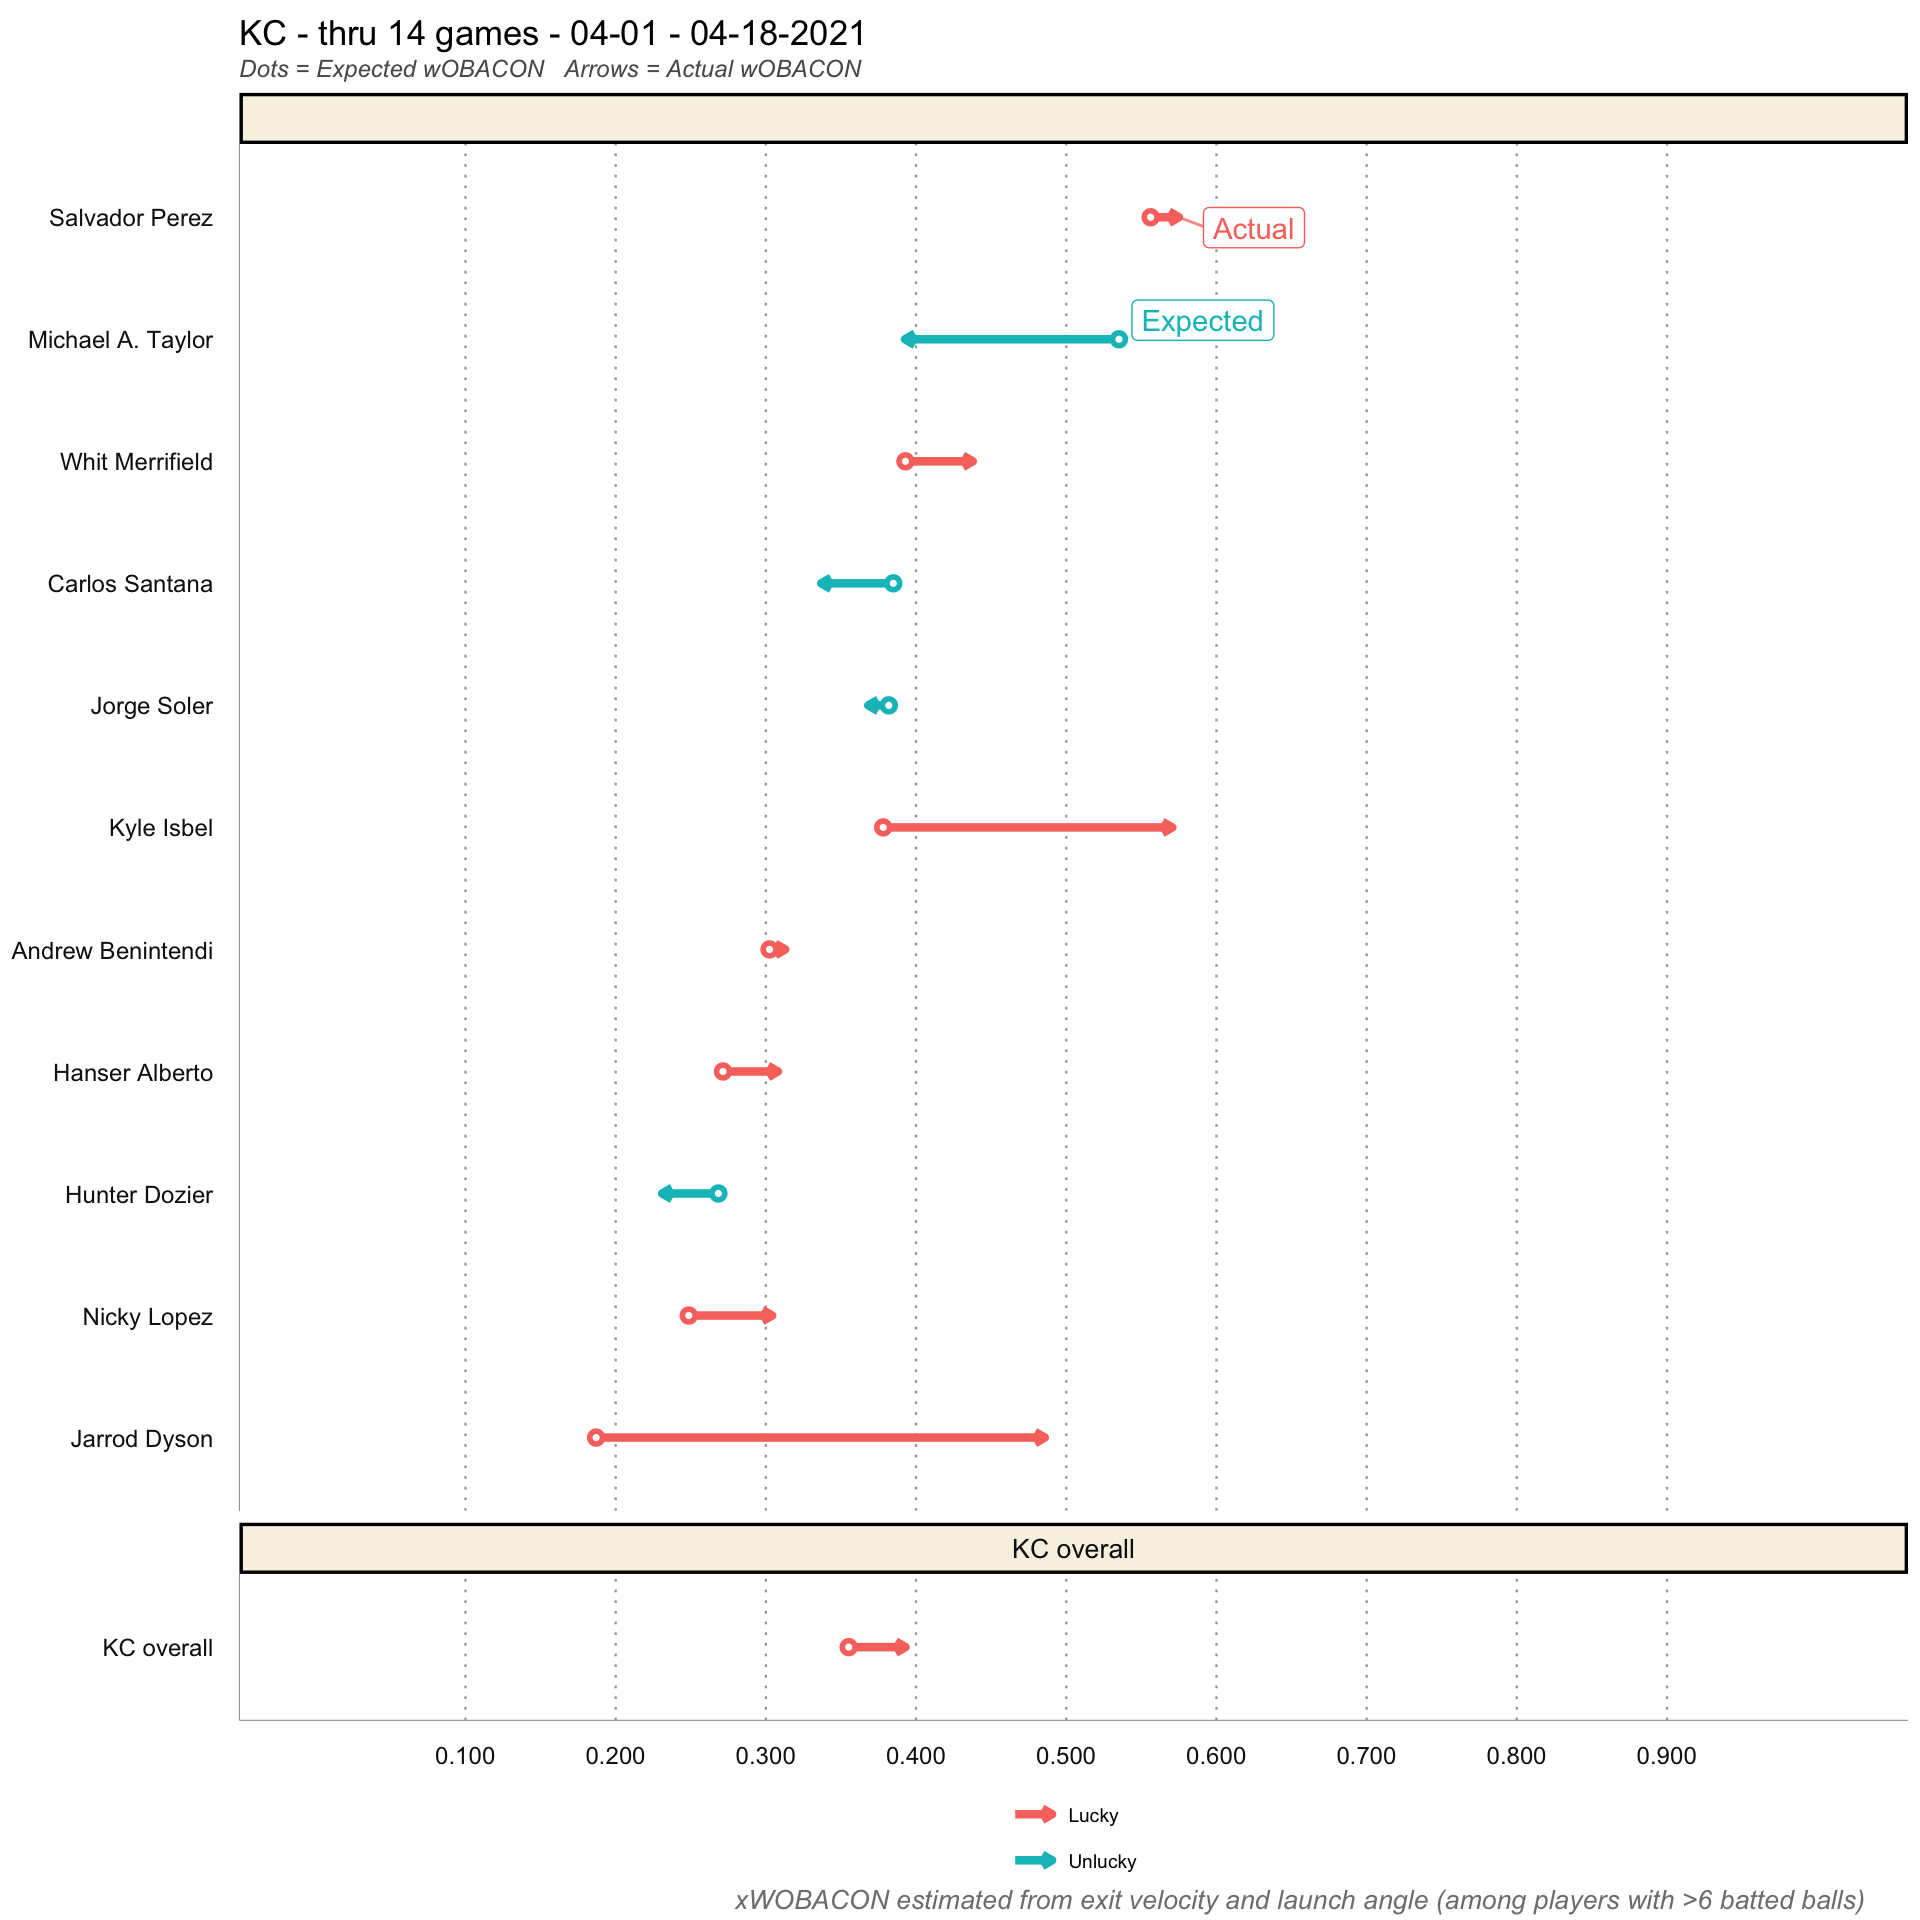 KC - thru 14 games - 04-01 - 04-18-2021
Dots = Expected wOBACON   Arrows = Actual wOBACON
Salvador Perez
Actual
Michael A. Taylor
Expected
Whit Merrifield
Carlos Santana
Jorge Soler
Kyle Isbel
Andrew Benintendi
Hanser Alberto
Hunter Dozier
Nicky Lopez
Jarrod Dyson
KC overall
KC overall
0.100 0.200 0.300 0.400 0.500 0.600 0.700 0.800 0.900
Lucky
Unlucky
xWOBACON estimated from exit velocity and launch angle (among players with >6 batted balls)